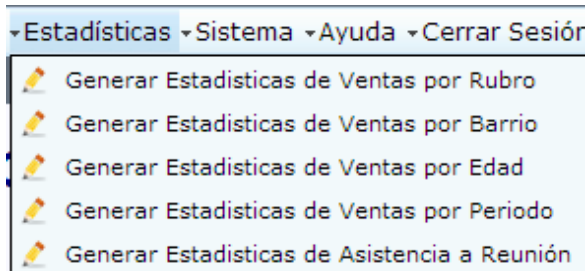 Estadísticas Sistema Ayuda Cerrar Sesión
Generar Estadisticas de Ventas por Rubro
Generar Estadisticas de Ventas por Barrio
Generar Estadisticas de Ventas por Edad
Generar Estadisticas de Ventas por Periodo
Generar Estadisticas de Asistencia a Reunión